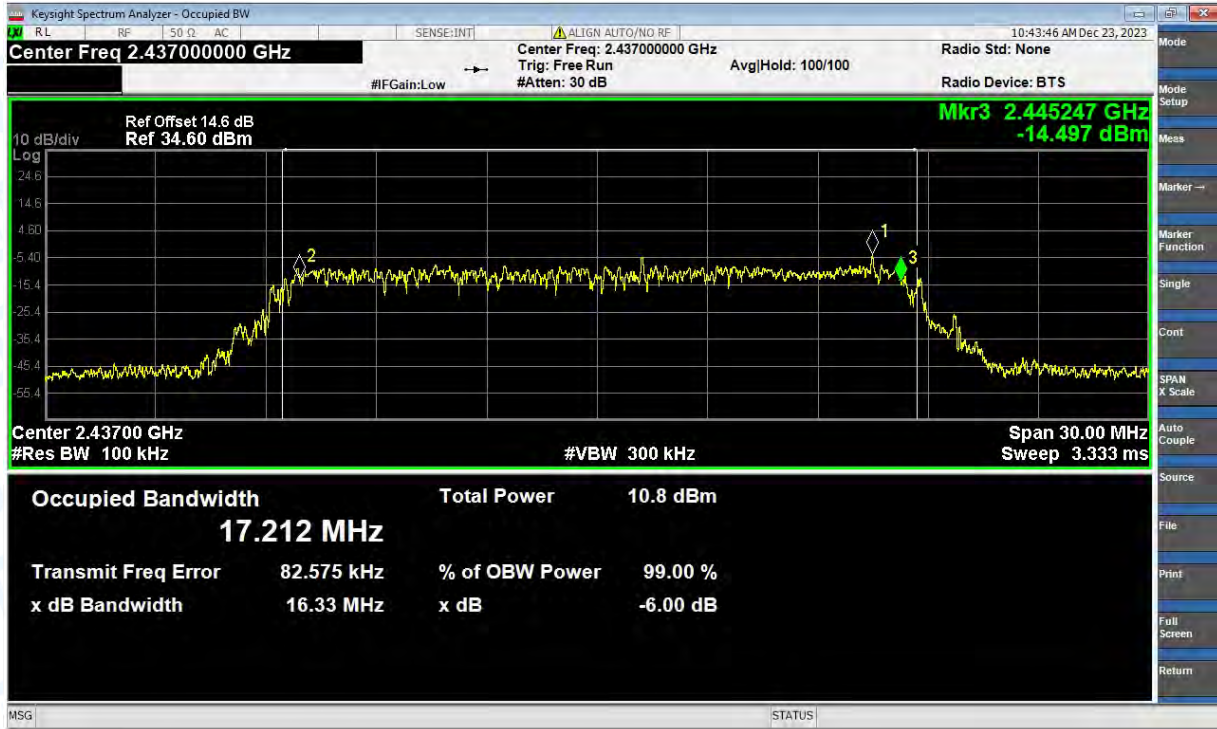 Keysight Spectrum Analyzer - Occupied BW
LXI RL RF 50 Ω AC SENSE:INT ALIGN AUTO/NO RF 10:43:46 AM Dec 23, 2023
Center Freq 2.437000000 GHz
Center Freq: 2.437000000 GHz
Radio Std: None
Trig: Free Run
Avg|Hold: 100/100
#IFGain:Low
#Atten: 30 dB
Radio Device: BTS
Mkr3 2.445247 GHz
-14.497 dBm
Ref Offset 14.6 dB
10 dB/div Ref 34.60 dBm
Log
24.6
14.6
4.60
-5.40
-15.4
-25.4
-35.4
-45.4
-55.4
2
1
3
Center 2.43700 GHz Span 30.00 MHz
#Res BW 100 kHz #VBW 300 kHz Sweep 3.333 ms
Occupied Bandwidth Total Power 10.8 dBm
17.212 MHz
Transmit Freq Error 82.575 kHz % of OBW Power 99.00 %
x dB Bandwidth 16.33 MHz x dB -6.00 dB
MSG STATUS
Mode
Mode
Setup
Meas
Marker →
Marker
Function
Single
Cont
SPAN
X Scale
Auto
Couple
Source
File
Print
Full
Screen
Return